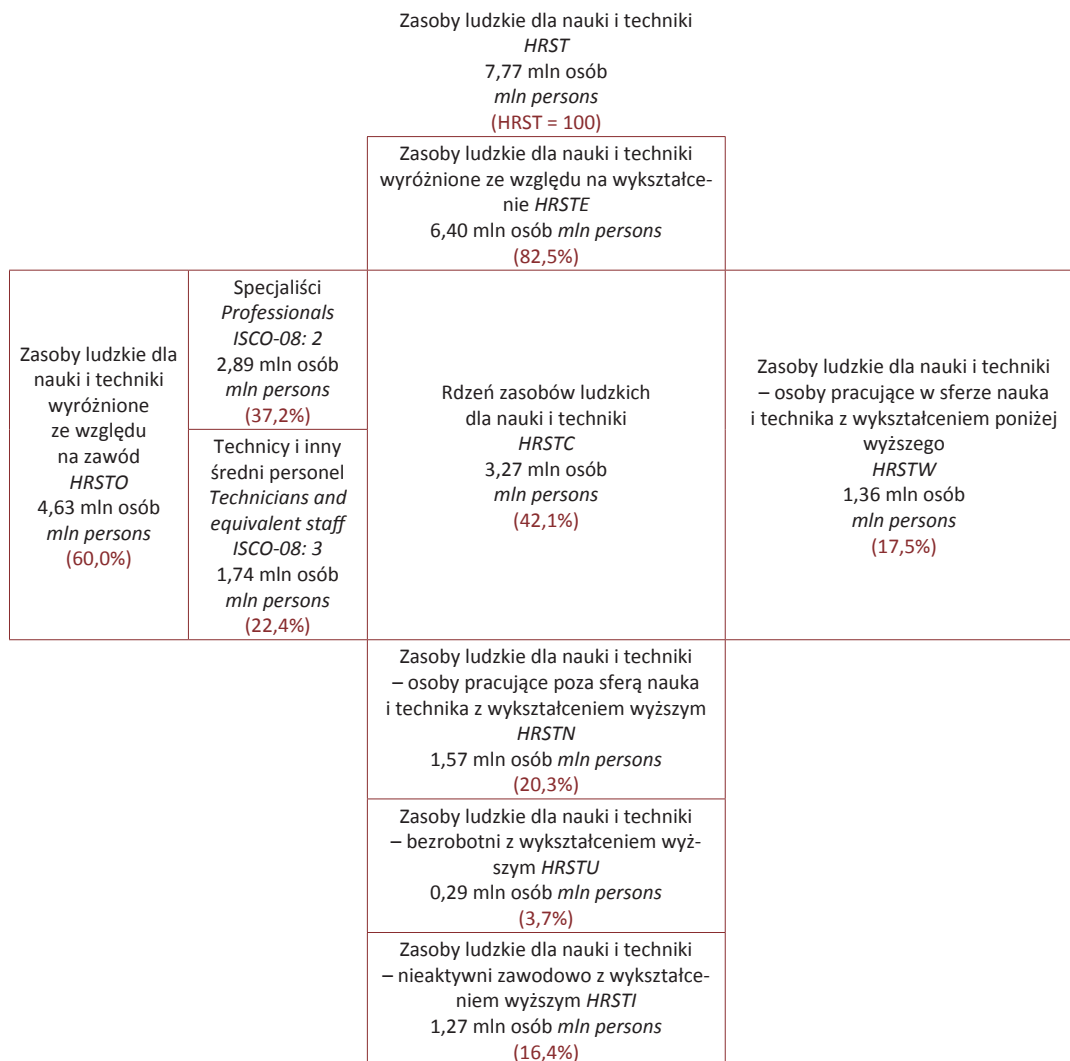 Zasoby ludzkie dla nauki i techniki
HRST
7,77 mln osób
mln persons
(HRST = 100)
Zasoby ludzkie dla nauki i techniki
wyróżnione ze względu na wykształce-
nie HRSTE
6,40 mln osób mln persons
(82,5%)
Zasoby ludzkie dla
nauki i techniki
wyróżnione
ze względu
na zawód
HRSTO
4,63 mln osób
mln persons
(60,0%)
Specjaliści
Professionals
ISCO-08: 2
2,89 mln osób
mln persons
(37,2%)
Technicy i inny
średni personel
Technicians and
equivalent staff
ISCO-08: 3
1,74 mln osób
mln persons
(22,4%)
Rdzeń zasobów ludzkich
dla nauki i techniki
HRSTC
3,27 mln osób
mln persons
(42,1%)
Zasoby ludzkie dla nauki i techniki
– osoby pracujące w sferze nauka
i technika z wykształceniem poniżej
wyższego
HRSTW
1,36 mln osób
mln persons
(17,5%)
Zasoby ludzkie dla nauki i techniki
– osoby pracujące poza sferą nauka
i technika z wykształceniem wyższym
HRSTN
1,57 mln osób mln persons
(20,3%)
Zasoby ludzkie dla nauki i techniki
– bezrobotni z wykształceniem wyż-
szym HRSTU
0,29 mln osób mln persons
(3,7%)
Zasoby ludzkie dla nauki i techniki
– nieaktywni zawodowo z wykształce-
niem wyższym HRSTI
1,27 mln osób mln persons
(16,4%)